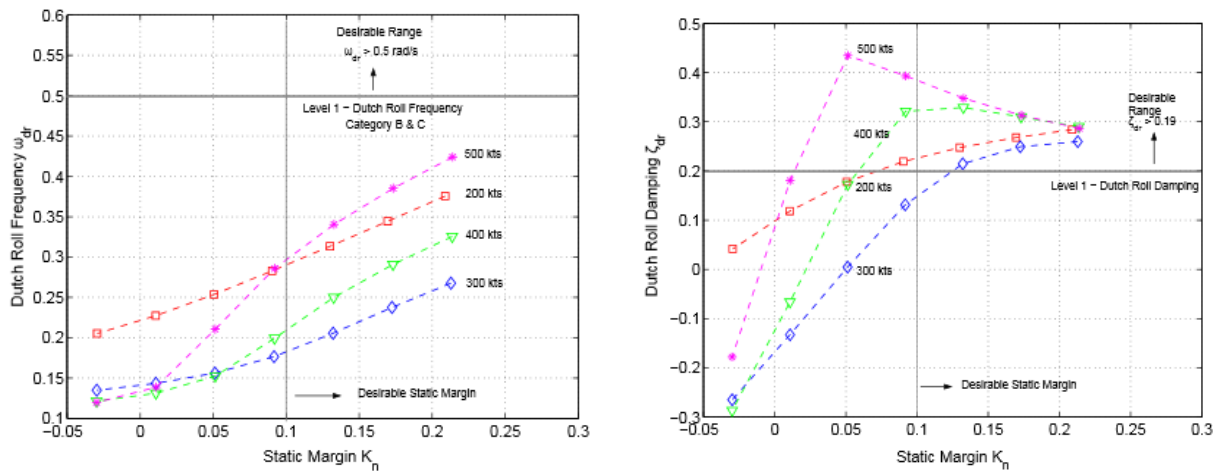 0.6
0.55
0.5
0.45
0.4
0.35
0.3
0.25
0.2
0.15
0.1
−0.05
0
0.05
0.1
0.15
0.2
0.25
0.3
Dutch Roll Frequency ω_dr
Static Margin K_n
Desirable Range
ω_dr > 0.5 rad/s
Level 1 − Dutch Roll Frequency
Category B & C
500 kts
200 kts
400 kts
300 kts
Desirable Static Margin
0.5
0.4
0.3
0.2
0.1
0
−0.1
−0.2
−0.3
−0.05
0
0.05
0.1
0.15
0.2
0.25
0.3
Dutch Roll Damping ζ_dr
Static Margin K_n
500 kts
Desirable
Range
ζ_dr > 0.19
400 kts
200 kts
Level 1 − Dutch Roll Damping
300 kts
Desirable Static Margin